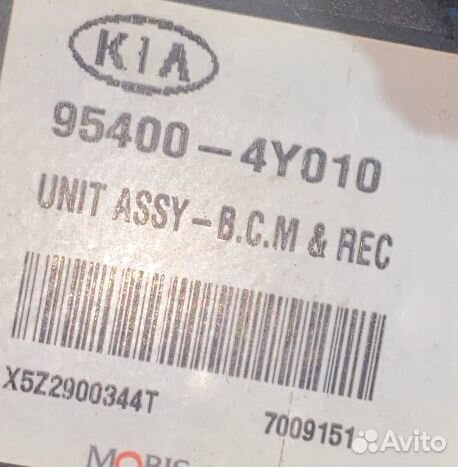 KIA
95400-4Y010
UNIT ASSY-B.C.M & REC
X5Z2900344T 7009151
Avito